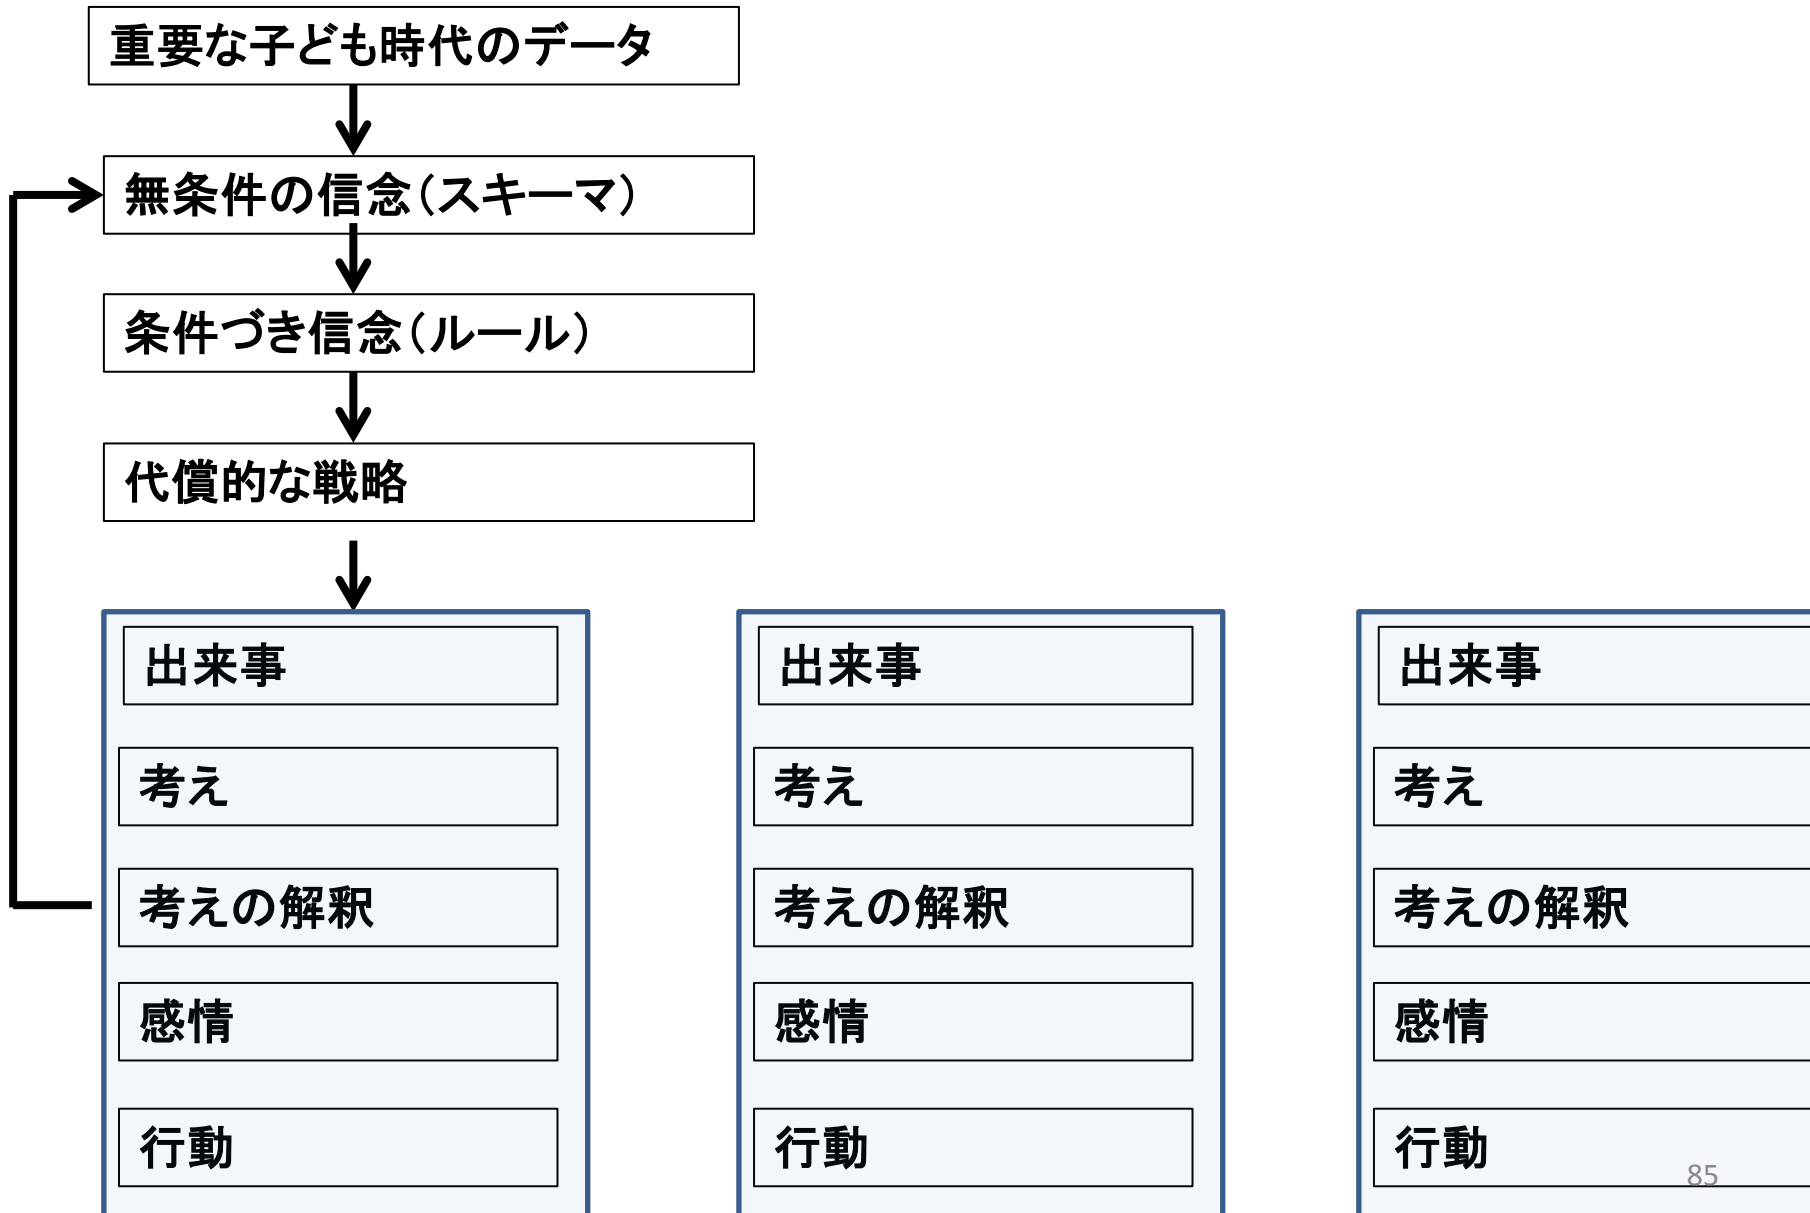 重要な子ども時代のデータ
無条件の信念（スキーマ）
条件づき信念（ルール）
代償的な戦略
出来事
考え
考えの解釈
感情
行動
出来事
考え
考えの解釈
感情
行動
出来事
考え
考えの解釈
感情
行動
85